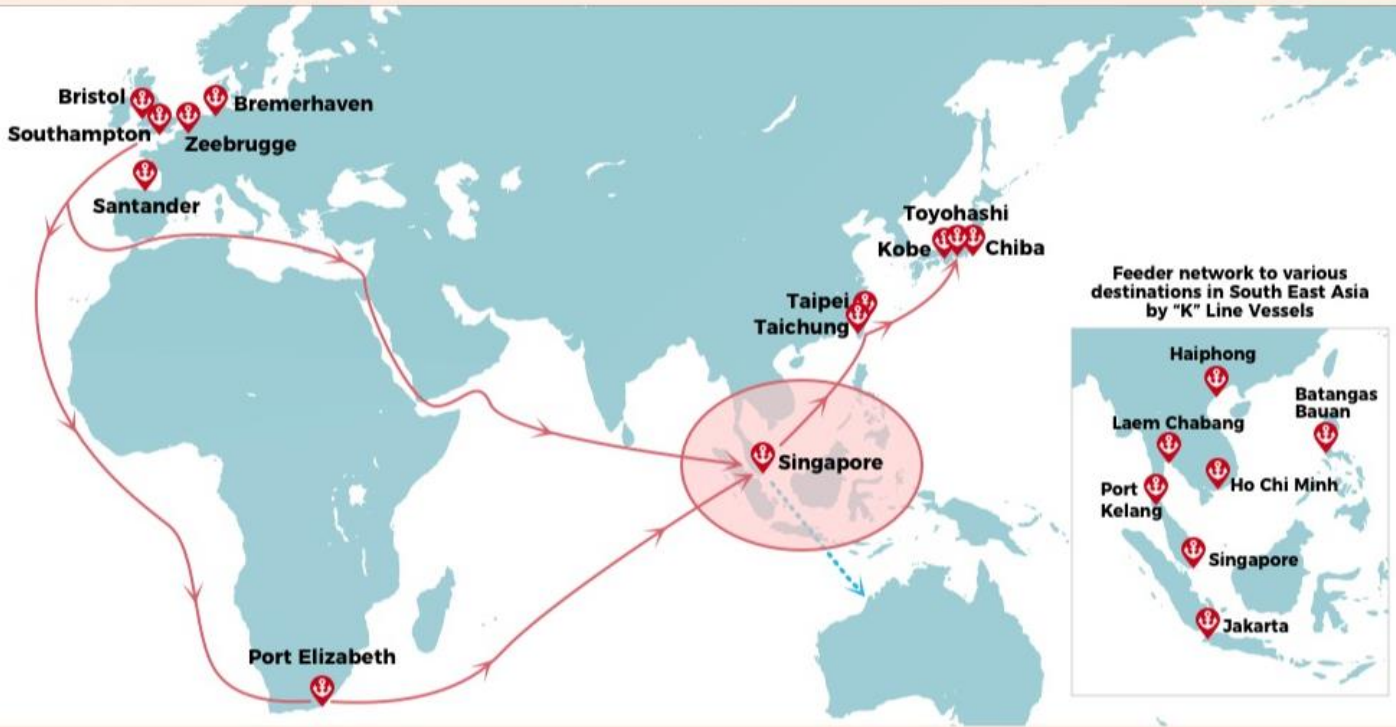 Bristol
Bremerhaven
Southampton
Zeebrugge
Santander
Toyohashi
Kobe
Chiba
Taipei
Taichung
Singapore
Port Elizabeth
Feeder network to various
destinations in South East Asia
by “K” Line Vessels
Haiphong
Batangas
Bauan
Laem Chabang
Ho Chi Minh
Port
Kelang
Singapore
Jakarta